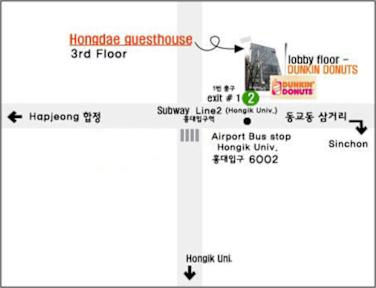 Hongdae guesthouse
3rd Floor
lobby floor -
DUNKIN DONUTS
DUNKIN'
DONUTS
1번 출구
exit # 1
2
Subway Line2 (Hongik Univ.)
홍대입구역
Hapjeong 합정
동교동 삼거리
Sinchon
Airport Bus stop
Hongik Univ.
홍대입구 6002
Hongik Uni.